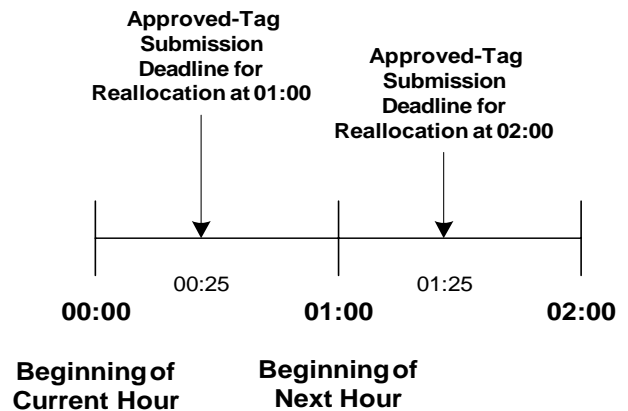 Approved-Tag
Submission
Deadline for
Reallocation at 01:00
Approved-Tag
Submission
Deadline for
Reallocation at 02:00
00:25
01:25
00:00
01:00
02:00
Beginning of
Current Hour
Beginning of
Next Hour